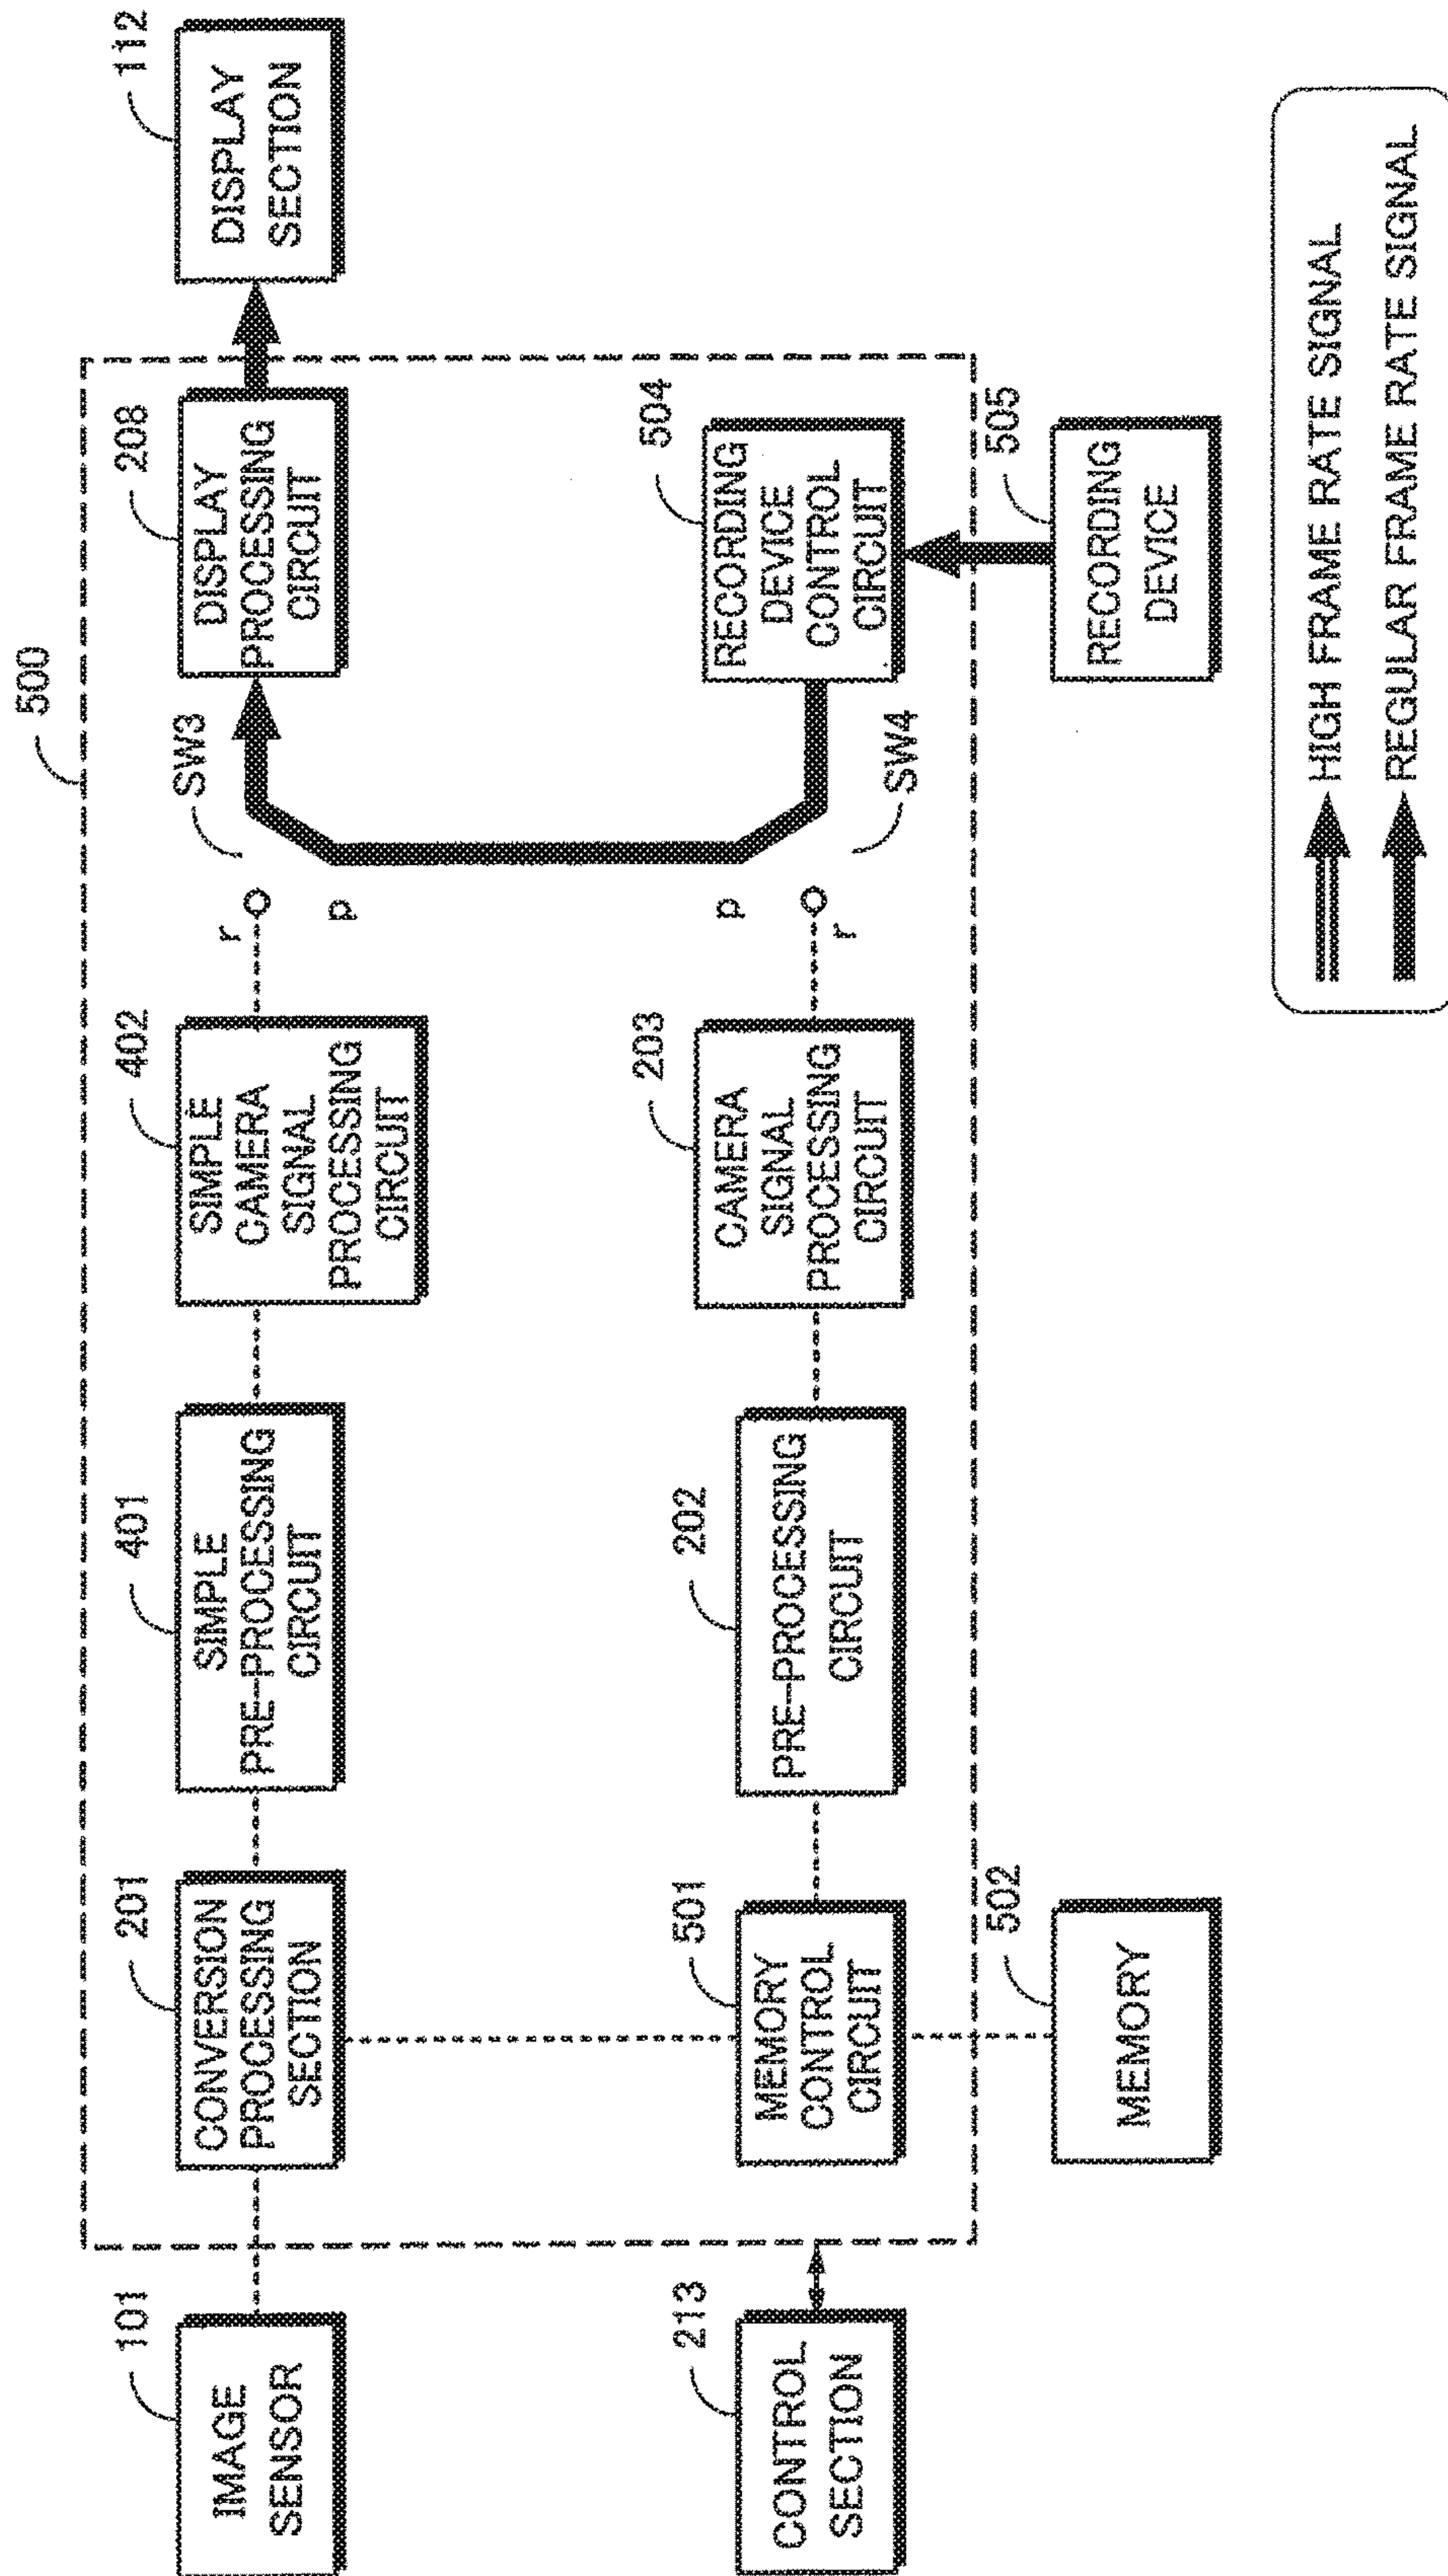 500
101
IMAGE
SENSOR
201
CONVERSION
PROCESSING
SECTION
401
SIMPLE
PRE-PROCESSING
CIRCUIT
402
SIMPLE
CAMERA
SIGNAL
PROCESSING
CIRCUIT
r
p
SW3
208
DISPLAY
PROCESSING
CIRCUIT
112
DISPLAY
SECTION
213
CONTROL
SECTION
501
MEMORY
CONTROL
CIRCUIT
202
PRE-PROCESSING
CIRCUIT
203
CAMERA
SIGNAL
PROCESSING
CIRCUIT
p
r
SW4
504
RECORDING
DEVICE
CONTROL
CIRCUIT
502
MEMORY
505
RECORDING
DEVICE
HIGH FRAME RATE SIGNAL
REGULAR FRAME RATE SIGNAL